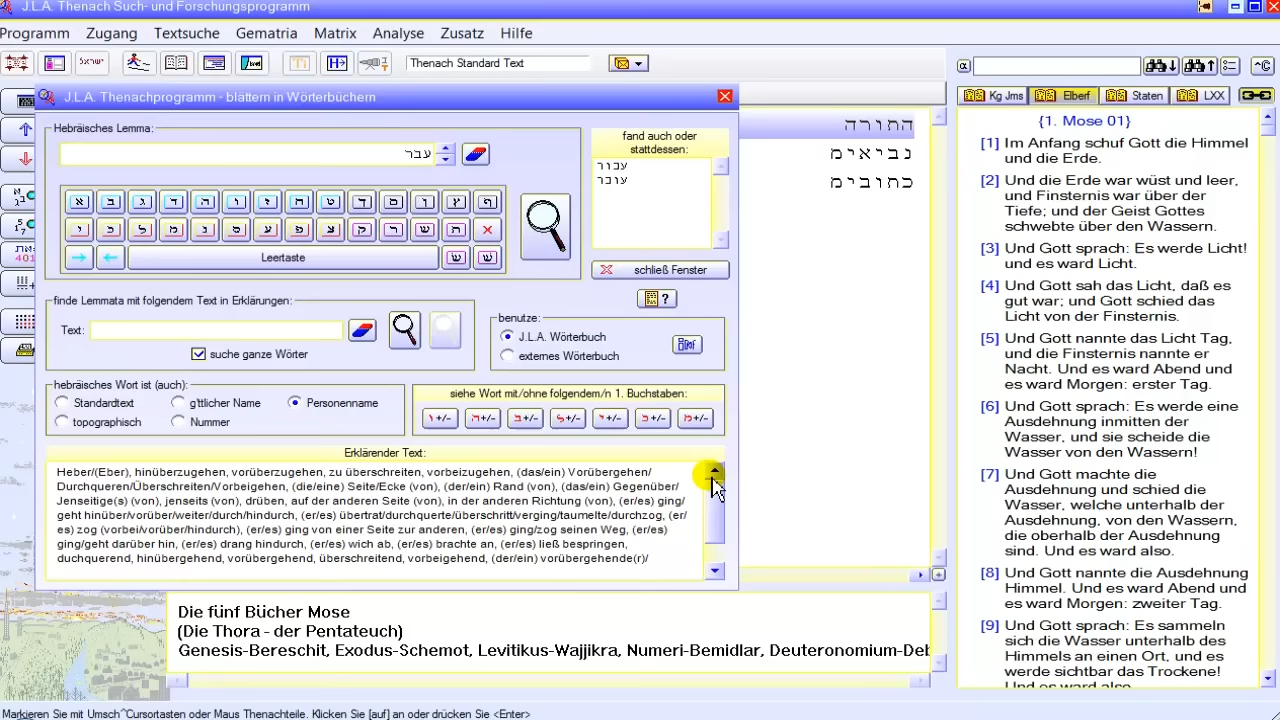 J.L.A. Thenach Such- und Forschungsprogramm
Programm Zugang Textsuche Gematria Matrix Analyse Zusatz Hilfe
Thenach Standard Text
J.L.A. Thenachprogramm - blättern in Wörterbüchern
Hebräisches Lemma:
עבר
א ב ג ד ה ו ז ח ט ך ם ן ץ ף
י כ ל מ נ ס ע פ צ ק ר ש ת
Leertaste
שׂ שׁ
fand auch oder
stattdessen:
עבור
עובר
schließ Fenster
?
finde Lemmata mit folgendem Text in Erklärungen:
Text:
suche ganze Wörter
benutze:
J.L.A. Wörterbuch
externes Wörterbuch
hebräisches Wort ist (auch):
Standardtext
g'ttlicher Name
Personenname
topographisch
Nummer
siehe Wort mit/ohne folgendem/n 1. Buchstaben:
ו +/- ה +/- ב +/- ל +/- +/- כ +/- מ +/-
Erklärender Text:
Heber/(Eber), hinüberzugehen, vorüberzugehen, zu überschreiten, vorbeizugehen, (das/ein) Vorübergehen/
Durchqueren/Überschreiten/Vorbeigehen, (die/eine) Seite/Ecke (von), (der/ein) Rand (von), (das/ein) Gegenüber/
Jenseitige(s) (von), jenseits (von), drüben, auf der anderen Seite (von), in der anderen Richtung (von), (er/es) ging/
geht hinüber/vorüber/weiter/durch/hindurch, (er/es) übertrat/durchquerte/überschritt/verging/taumelte/durchzog, (er/
es) zog (vorbei/vorüber/hindurch), (er/es) ging von einer Seite zur anderen, (er/es) ging/zog seinen Weg, (er/es)
ging/geht darüber hin, (er/es) drang hindurch, (er/es) wich ab, (er/es) brachte an, (er/es) ließ bespringen,
duchquerend, hinübergehend, vorübergehend, überschreitend, vorbeigehend, (der/ein) vorübergehende(r)/
התורה
נביאימ
כתובימ
Die fünf Bücher Mose
(Die Thora - der Pentateuch)
Genesis-Bereschit, Exodus-Schemot, Levitikus-Wajjikra, Numeri-Bemidlar, Deuteronomium-Deb
Kg Jms Elberf Staten LXX
{1. Mose 01}
[1] Im Anfang schuf Gott die Himmel
und die Erde.
[2] Und die Erde war wüst und leer,
und Finsternis war über der
Tiefe; und der Geist Gottes
schwebte über den Wassern.
[3] Und Gott sprach: Es werde Licht!
und es ward Licht.
[4] Und Gott sah das Licht, daß es
gut war; und Gott schied das
Licht von der Finsternis.
[5] Und Gott nannte das Licht Tag,
und die Finsternis nannte er
Nacht. Und es ward Abend und
es ward Morgen: erster Tag.
[6] Und Gott sprach: Es werde eine
Ausdehnung inmitten der
Wasser, und sie scheide die
Wasser von den Wassern!
[7] Und Gott machte die
Ausdehnung und schied die
Wasser, welche unterhalb der
Ausdehnung, von den Wassern,
die oberhalb der Ausdehnung
sind. Und es ward also.
[8] Und Gott nannte die Ausdehnung
Himmel. Und es ward Abend und
es ward Morgen: zweiter Tag.
[9] Und Gott sprach: Es sammeln
sich die Wasser unterhalb des
Himmels an einen Ort, und es
werde sichtbar das Trockene!
Und es ward also.
Markieren Sie mit Umsch^Cursortasten oder Maus Thenachteile. Klicken Sie [auf] an oder drücken Sie <Enter>